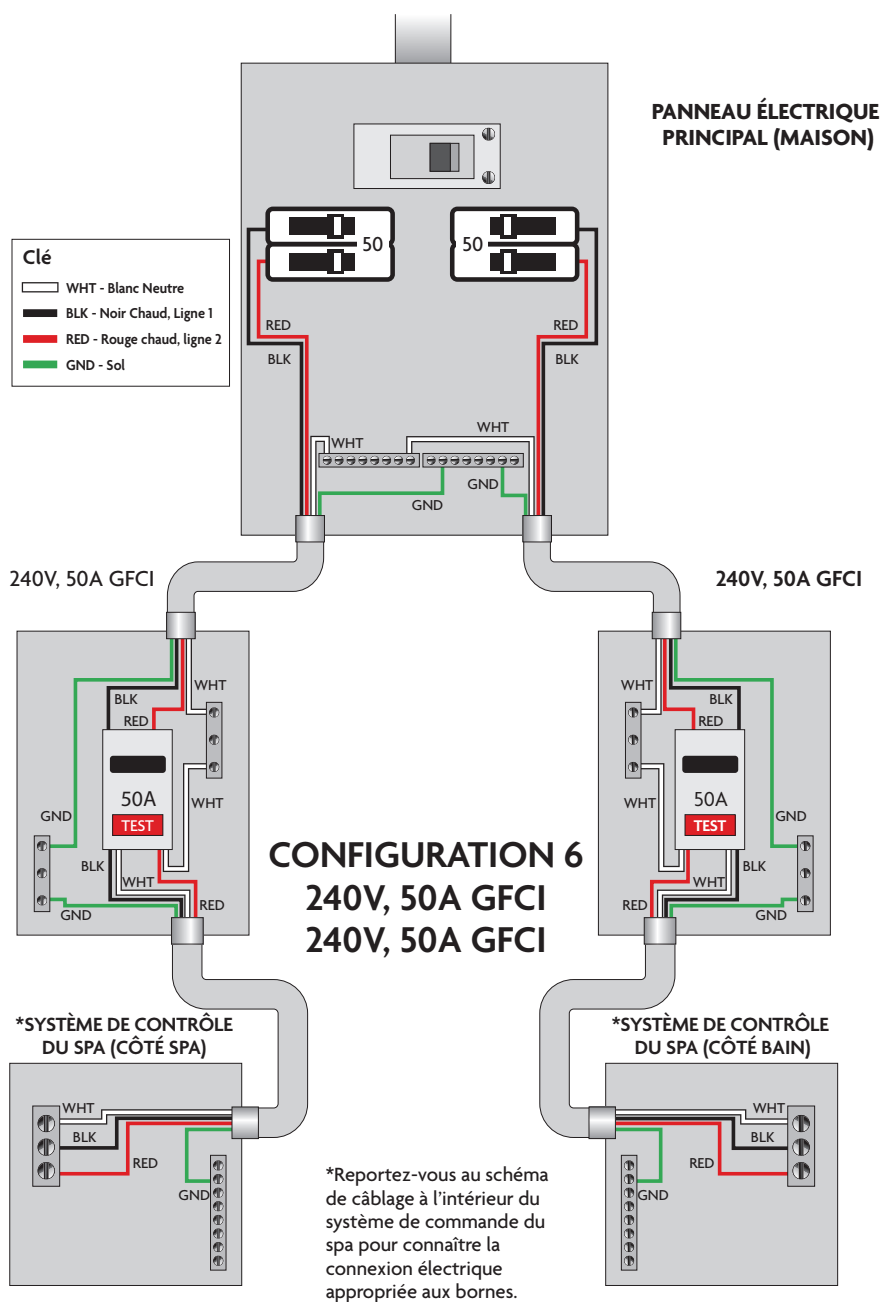 PANNEAU ÉLECTRIQUE
PRINCIPAL (MAISON)
50
50
Clé
WHT - Blanc Neutre
BLK - Noir Chaud, Ligne 1
RED - Rouge chaud, ligne 2
GND - Sol
RED
BLK
RED
BLK
WHT
WHT
GND
GND
240V, 50A GFCI
240V, 50A GFCI
WHT
BLK
RED
50A
TEST
WHT
GND
BLK
WHT
RED
GND
WHT
BLK
RED
50A
TEST
WHT
GND
BLK
WHT
RED
GND
CONFIGURATION 6
240V, 50A GFCI
240V, 50A GFCI
*SYSTÈME DE CONTRÔLE
DU SPA (CÔTÉ SPA)
WHT
BLK
RED
GND
*SYSTÈME DE CONTRÔLE
DU SPA (CÔTÉ BAIN)
WHT
BLK
RED
GND
*Reportez-vous au schéma
de câblage à l’intérieur du
système de commande du
spa pour connaître la
connexion électrique
appropriée aux bornes.